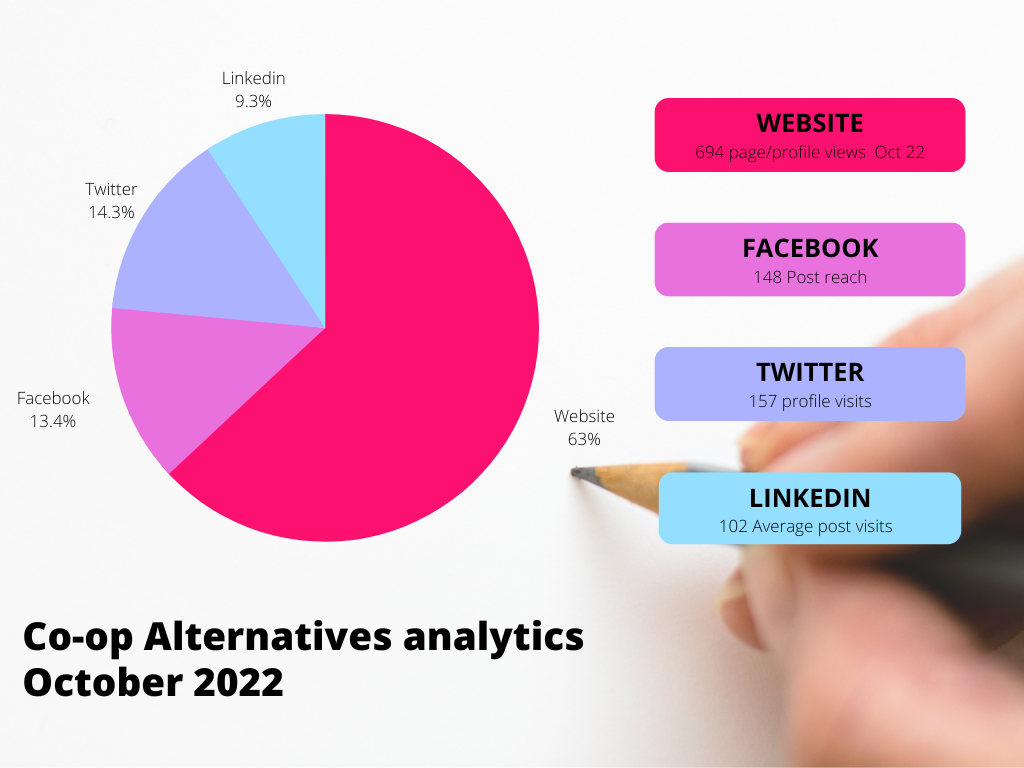 Linkedin
9.3%
Twitter
14.3%
Facebook
13.4%
Website
63%
WEBSITE
694 page/profile views  Oct 22
FACEBOOK
148 Post reach
TWITTER
157 profile visits
LINKEDIN
102 Average post visits
Co-op Alternatives analytics
October 2022